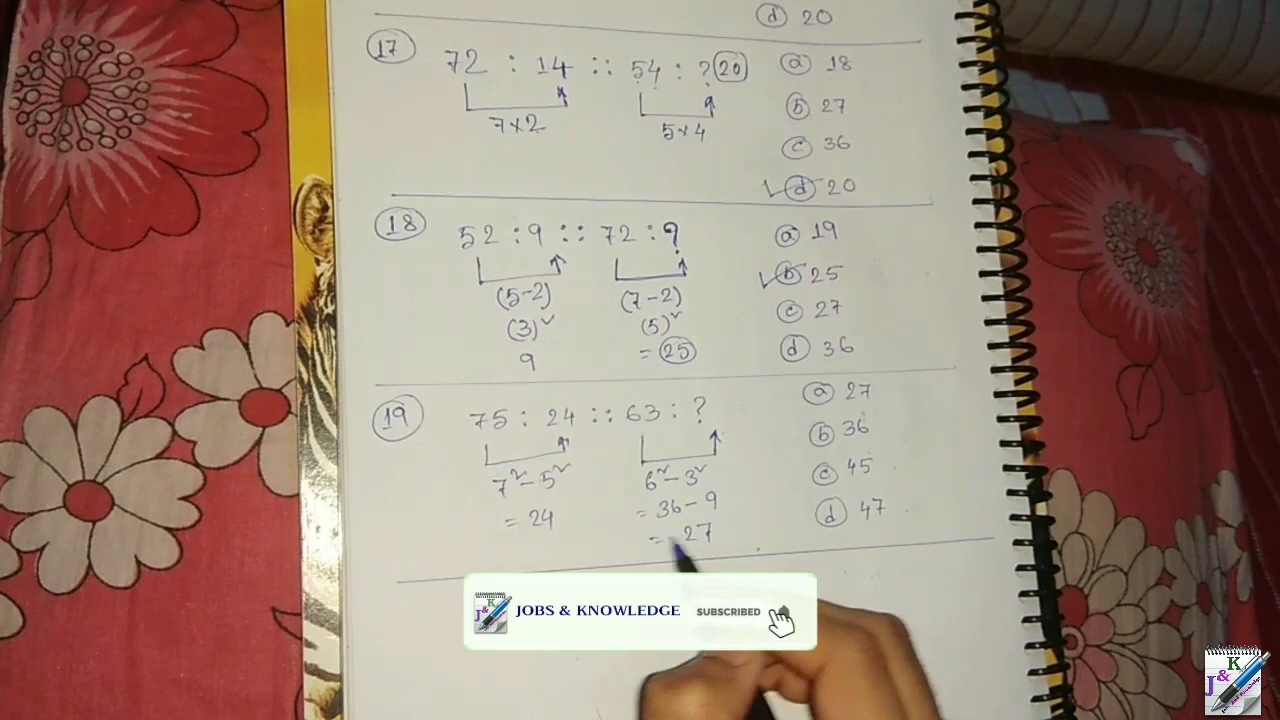 ⓓ 20
⑰ 72 : 14 :: 54 : ? 20
7×2 5×4
ⓐ 18
ⓑ 27
ⓒ 36
✓ ⓓ 20
⑱ 52 : 9 :: 72 : ?
(5-2) (7-2)
(3)² (5)²
9 = 25
ⓐ 19
✓ ⓑ 25
ⓒ 27
ⓓ 36
⑲ 75 : 24 :: 63 : ?
7²-5² 6²-3²
= 24 = 36-9
= 27
ⓐ 27
ⓑ 36
ⓒ 45
ⓓ 47
J&K JOBS & KNOWLEDGE SUBSCRIBED
J&K